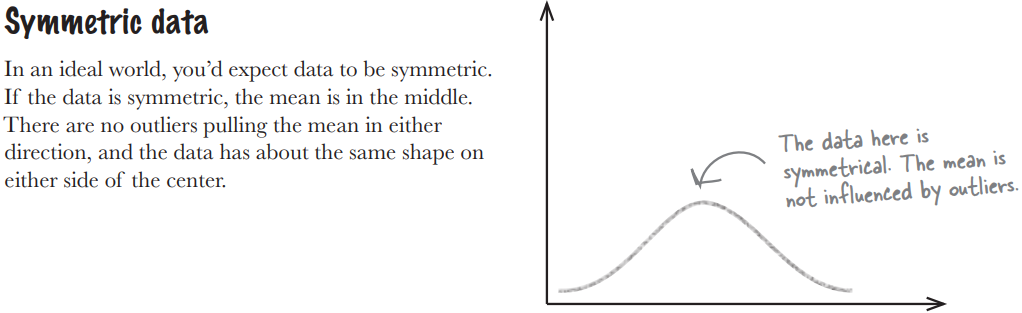 Symmetric data
In an ideal world, you’d expect data to be symmetric.
If the data is symmetric, the mean is in the middle.
There are no outliers pulling the mean in either
direction, and the data has about the same shape on
either side of the center.
The data here is
symmetrical. The mean is
not influenced by outliers.